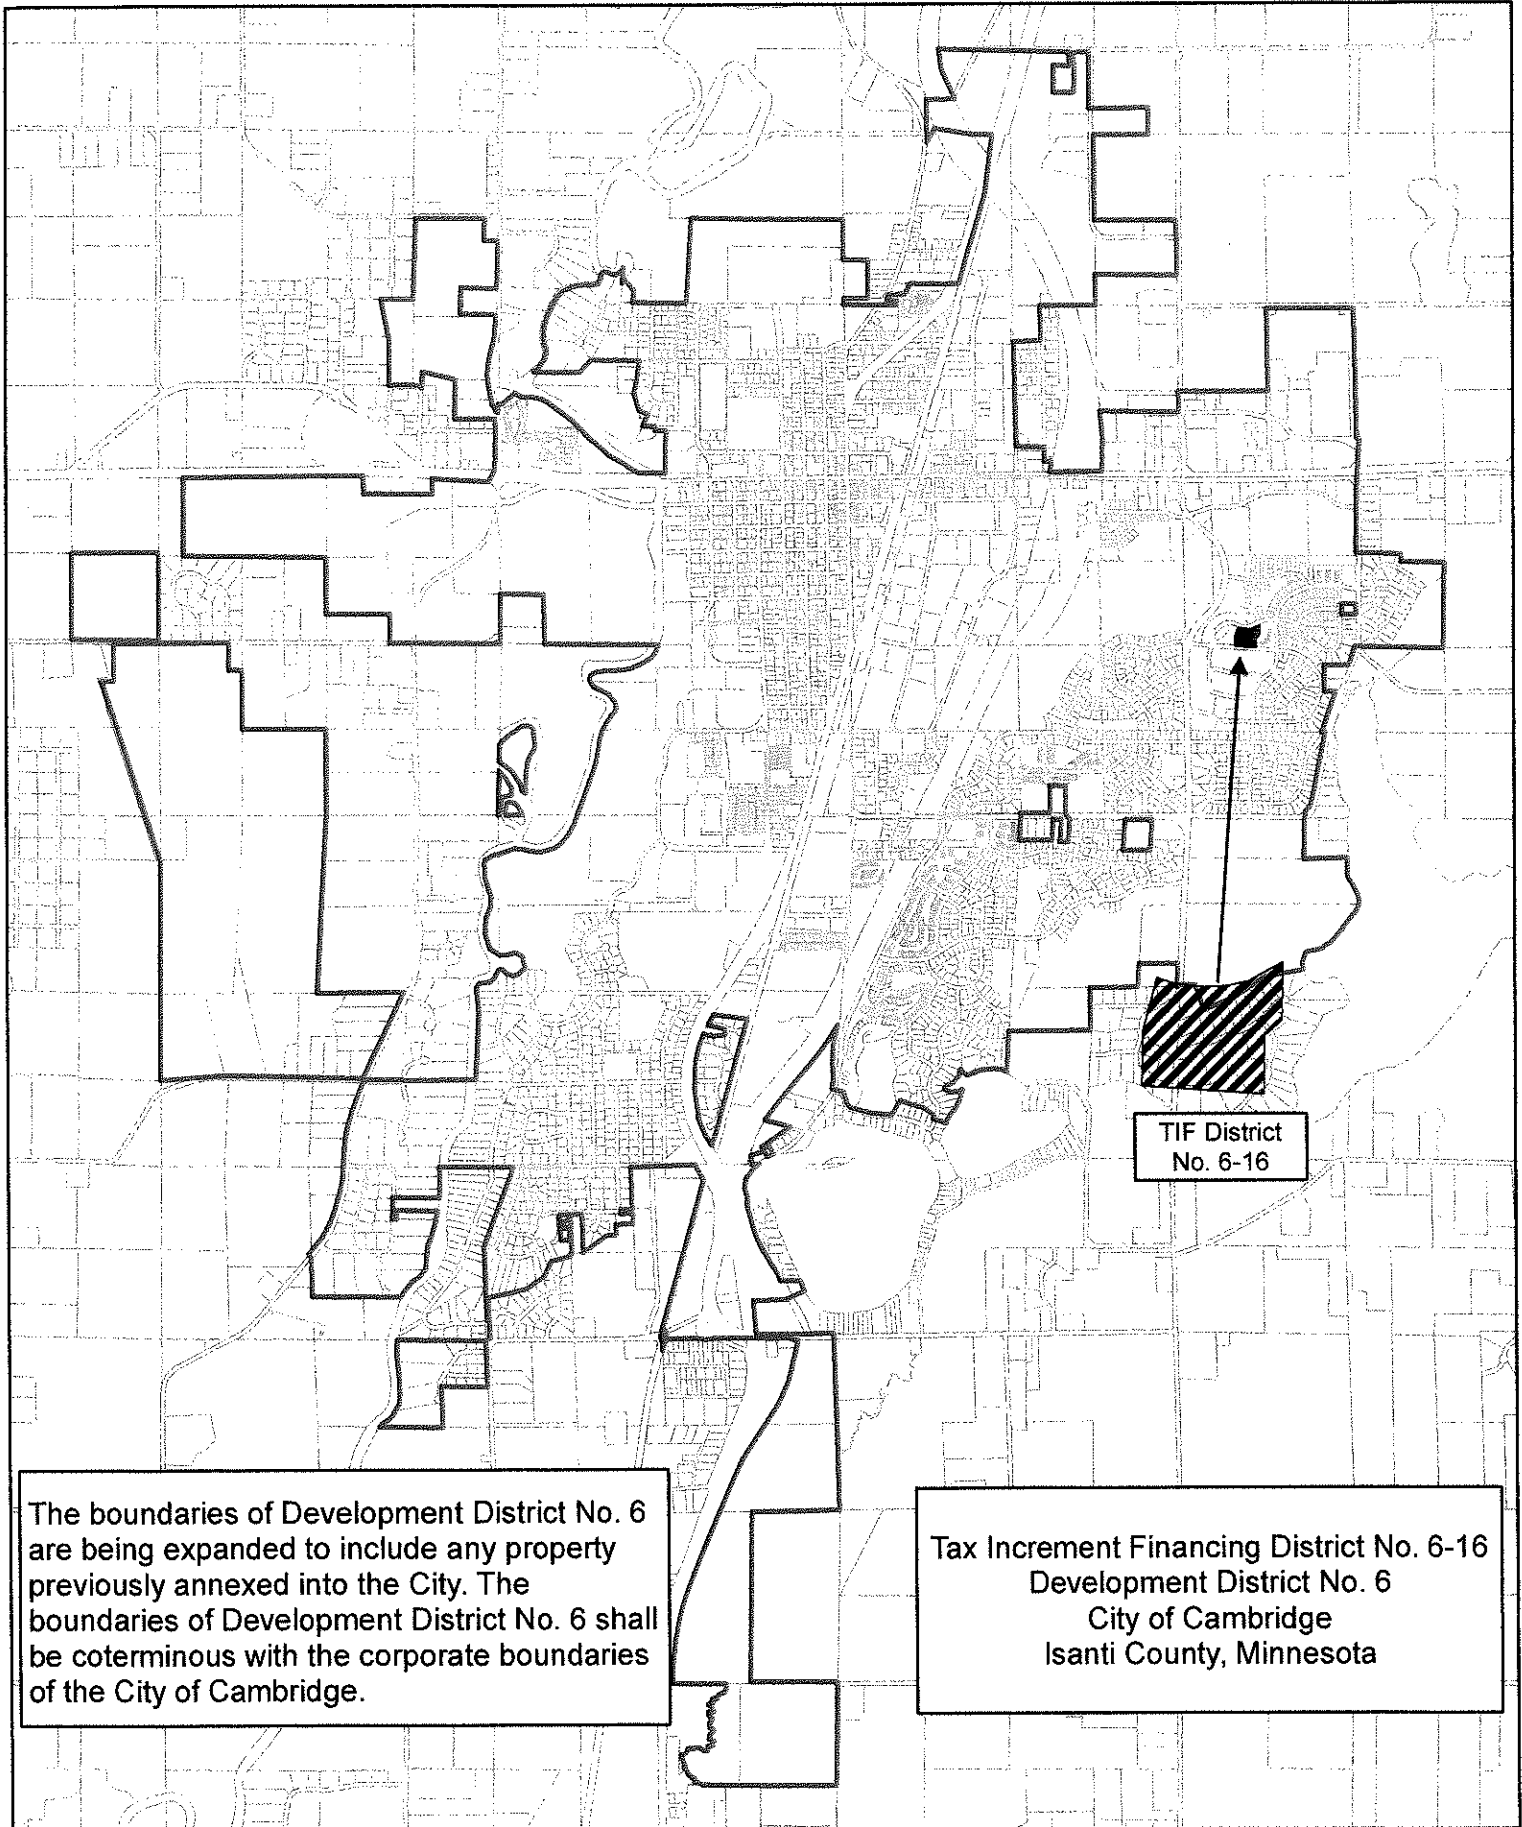 TIF District
No. 6-16
The boundaries of Development District No. 6
are being expanded to include any property
previously annexed into the City. The
boundaries of Development District No. 6 shall
be coterminous with the corporate boundaries
of the City of Cambridge.
Tax Increment Financing District No. 6-16
Development District No. 6
City of Cambridge
Isanti County, Minnesota